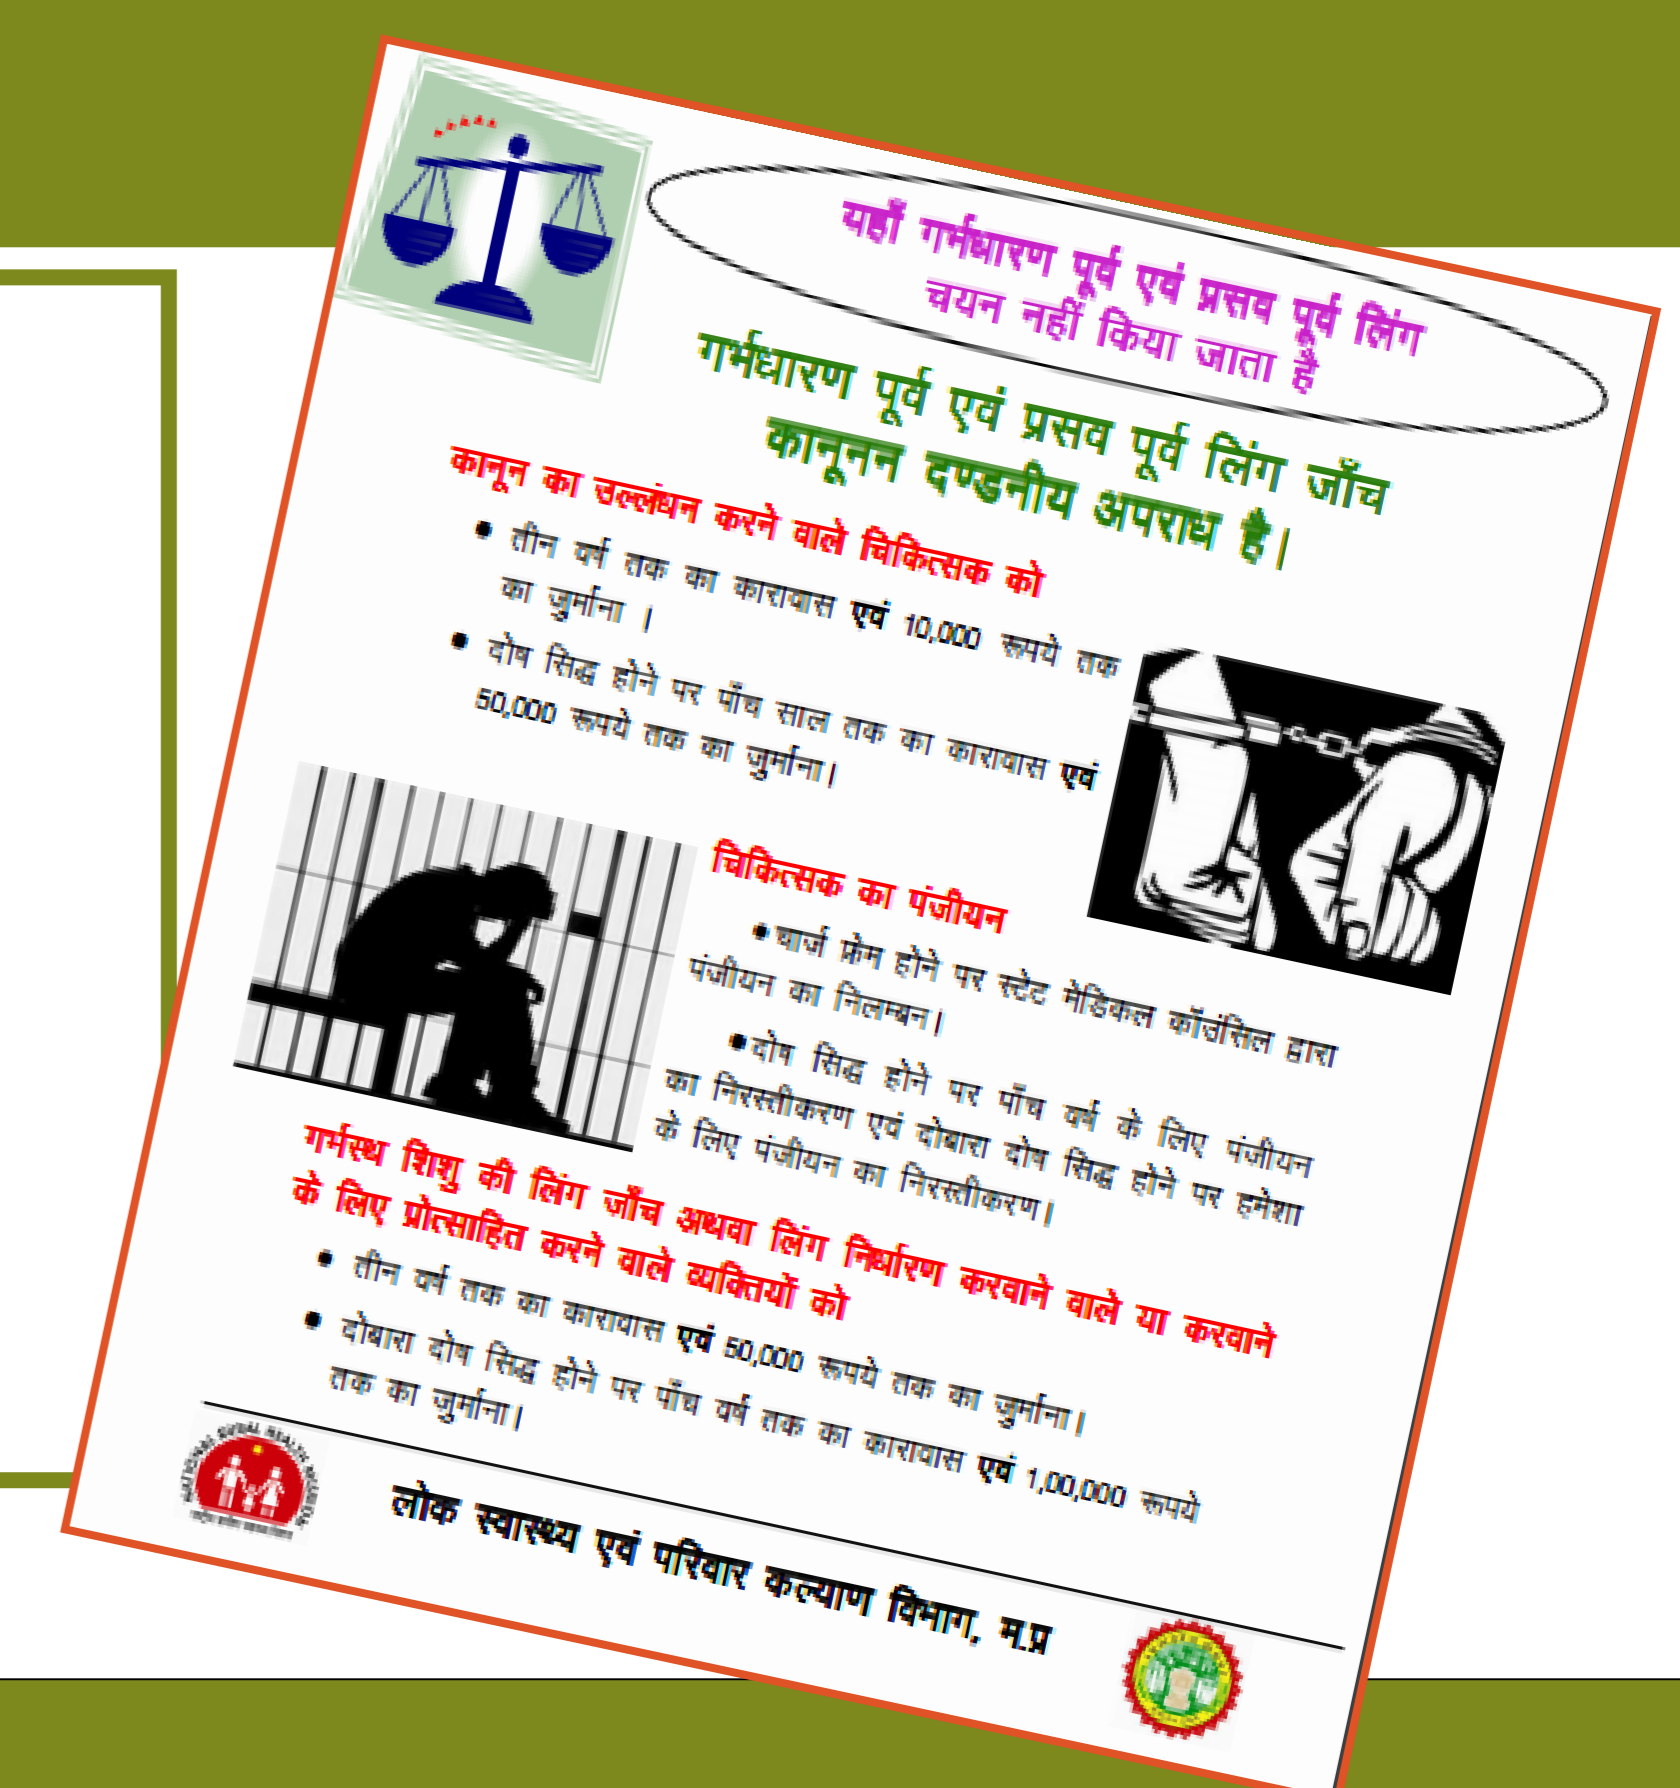 यहाँ गर्भधारण पूर्व एवं प्रसव पूर्व लिंग
चयन नहीं किया जाता है
गर्भधारण पूर्व एवं प्रसव पूर्व लिंग जाँच
कानूनन दण्डनीय अपराध है।
कानून का उल्लंघन करने वाले चिकित्सक को
• तीन वर्ष तक का कारावास एवं 10,000 रूपये तक
का जुर्माना ।
• दोष सिद्ध होने पर पाँच साल तक का कारावास एवं
50,000 रूपये तक का जुर्माना।
चिकित्सक का पंजीयन
•चार्ज फ्रेम होने पर स्टेट मेडिकल कॉउंसिल द्वारा
पंजीयन का निलम्बन।
•दोष सिद्ध होने पर पाँच वर्ष के लिए पंजीयन
का निरस्तीकरण एवं दोबारा दोष सिद्ध होने पर हमेशा
के लिए पंजीयन का निरस्तीकरण।
गर्भस्थ शिशु की लिंग जाँच अथवा लिंग निर्धारण करवाने वाले या करवाने
के लिए प्रोत्साहित करने वाले व्यक्तियों को
• तीन वर्ष तक का कारावास एवं 50,000 रूपये तक का जुर्माना।
• दोबारा दोष सिद्ध होने पर पाँच वर्ष तक का कारावास एवं 1,00,000 रूपये
तक का जुर्माना।
RURAL HEALTH
लोक स्वास्थ्य एवं परिवार कल्याण विभाग, म.प्र